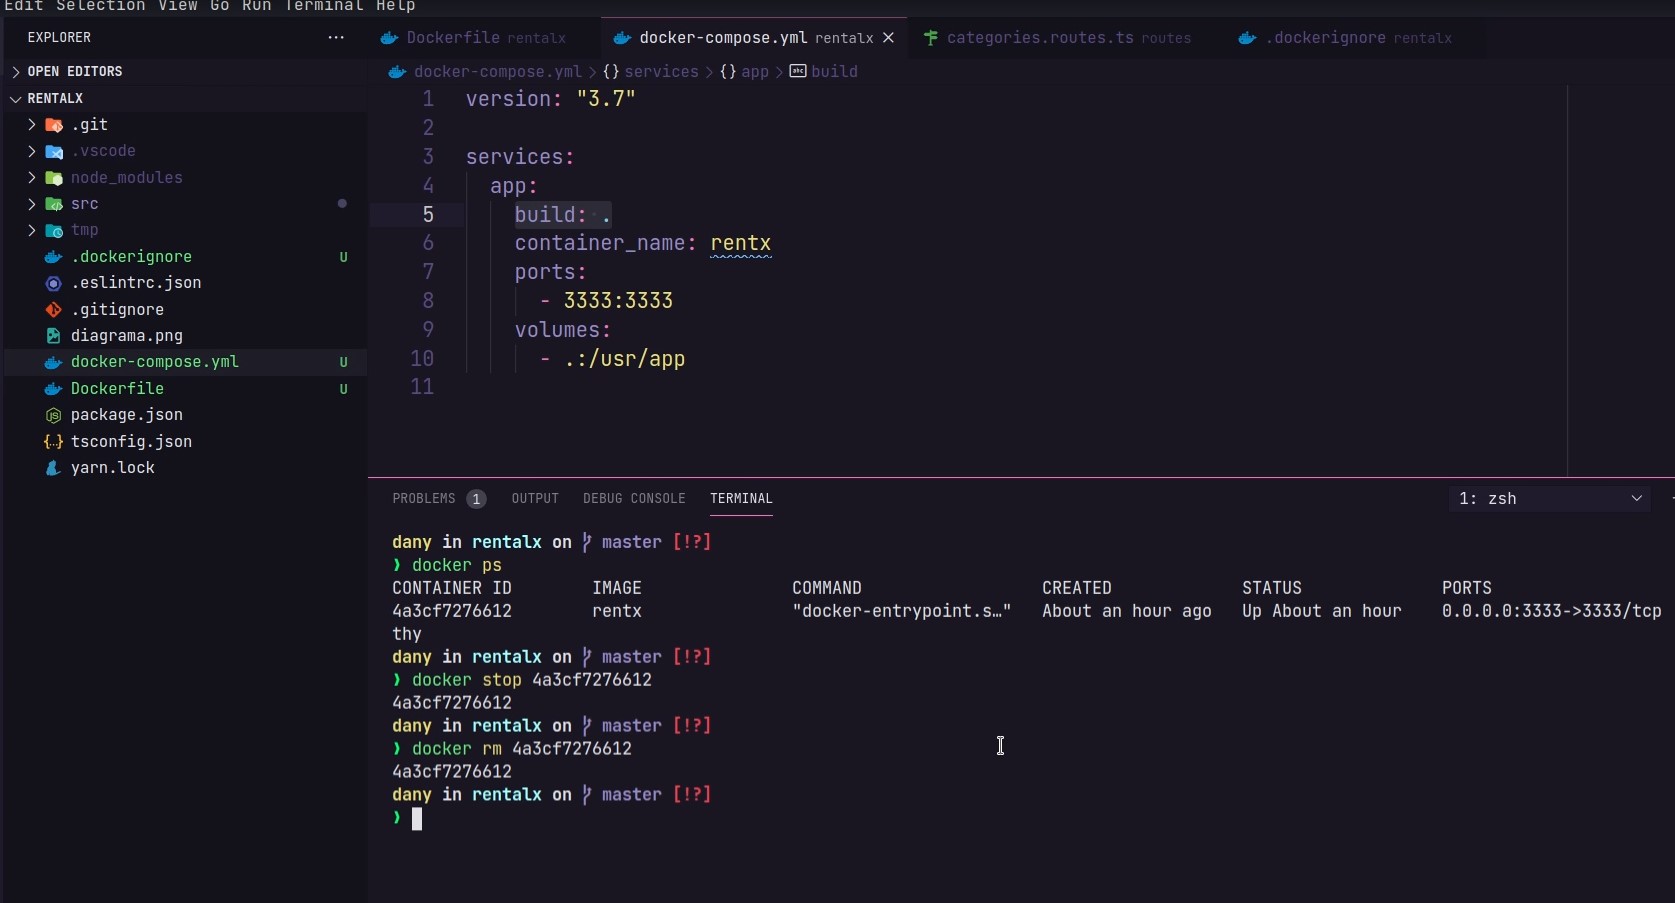 Edit Selection View Go Run Terminal Help
EXPLORER ...
OPEN EDITORS
RENTALX
.git
.vscode
node_modules
src
tmp
.dockerignore U
.eslintrc.json
.gitignore
diagrama.png
docker-compose.yml U
Dockerfile U
package.json
tsconfig.json
yarn.lock
Dockerfile rentalx docker-compose.yml rentalx categories.routes.ts routes .dockerignore rentalx
docker-compose.yml > {} services > {} app > abc build
1 version: "3.7"
2
3 services:
4 app:
5 build: .
6 container_name: rentx
7 ports:
8 - 3333:3333
9 volumes:
10 - .:/usr/app
11
PROBLEMS 1 OUTPUT DEBUG CONSOLE TERMINAL 1: zsh
dany in rentalx on master [!?]
❯ docker ps
CONTAINER ID IMAGE COMMAND CREATED STATUS PORTS
4a3cf7276612 rentx "docker-entrypoint.s…" About an hour ago Up About an hour 0.0.0.0:3333->3333/tcp
thy
dany in rentalx on master [!?]
❯ docker stop 4a3cf7276612
4a3cf7276612
dany in rentalx on master [!?]
❯ docker rm 4a3cf7276612
4a3cf7276612
dany in rentalx on master [!?]
❯